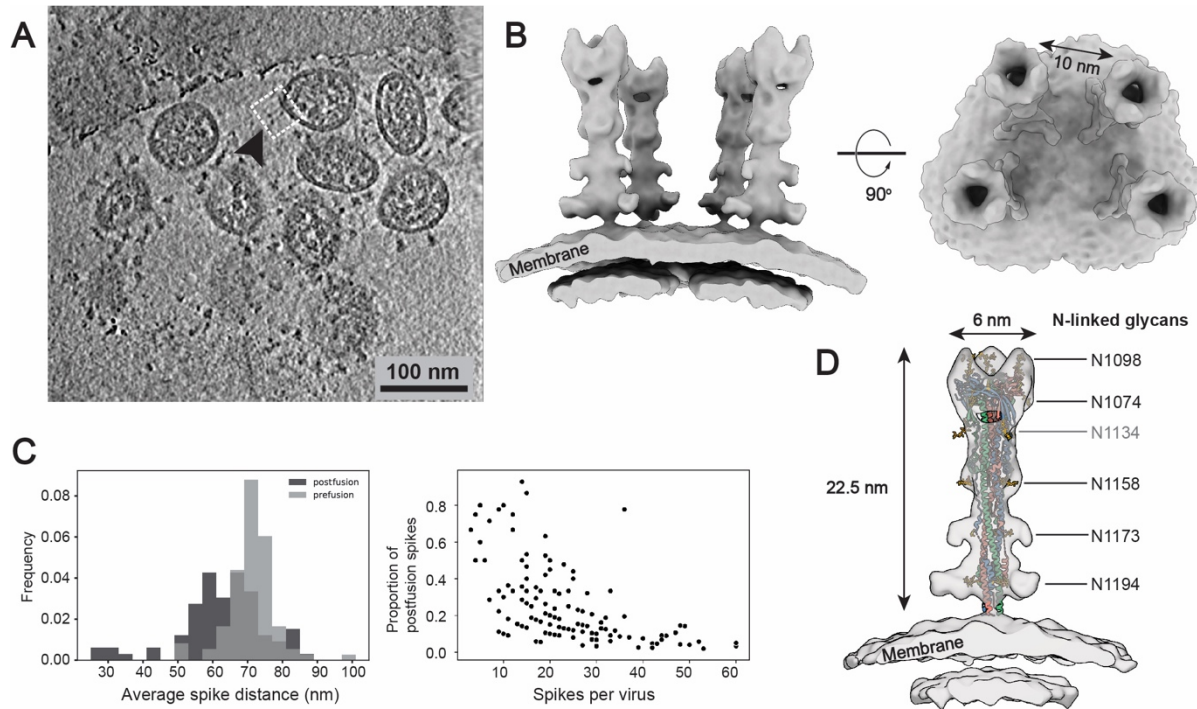 A
100 nm
B
Membrane
90°
10 nm
C
Frequency
0.08
0.06
0.04
0.02
0.00
30 40 50 60 70 80 90 100
Average spike distance (nm)
postfusion
prefusion
Proportion of
postfusion spikes
0.8
0.6
0.4
0.2
0.0
10 20 30 40 50 60
Spikes per virus
D
6 nm
N-linked glycans
22.5 nm
N1098
N1074
N1134
N1158
N1173
N1194
Membrane